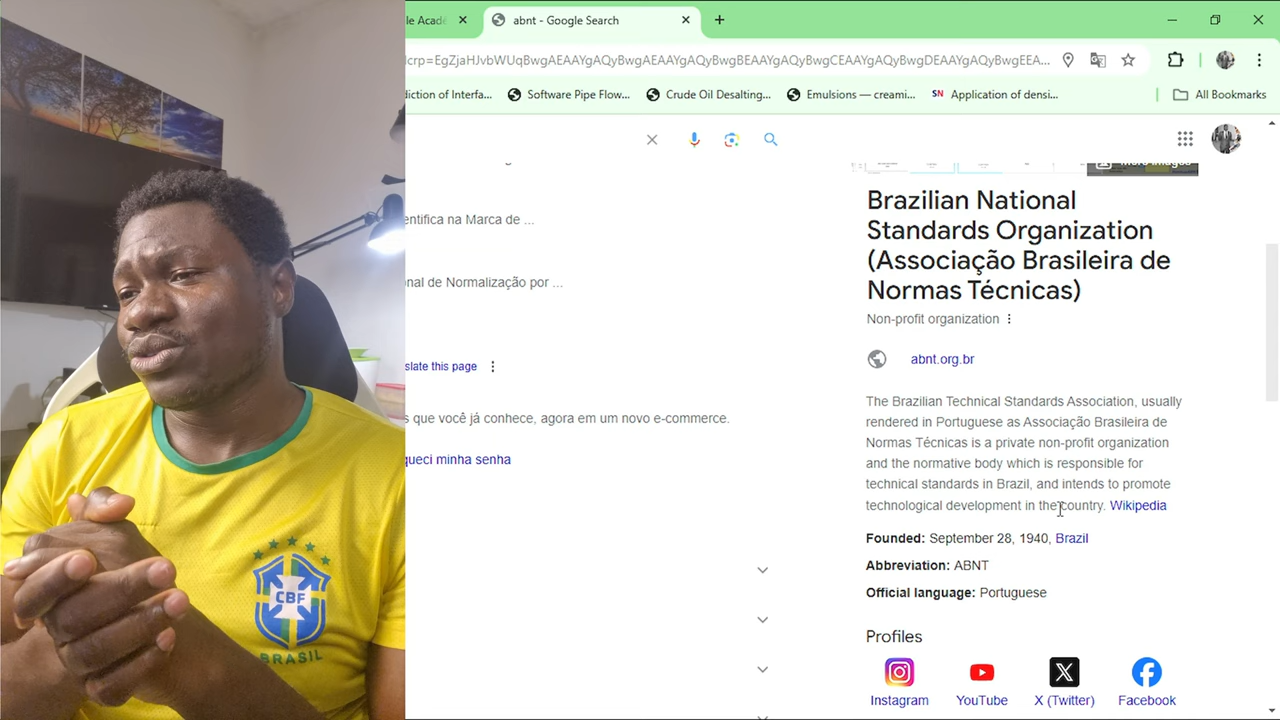 le Acadé
abnt - Google Search
lcrp=EgZjaHJvbWUqBwgAEAAYgAQyBwgAEAAYgAQyBwgBEAAYgAQyBwgCEAAYgAQyBwgDEAAYgAQyBwgEEA...
diction of Interfa...
Software Pipe Flow...
Crude Oil Desalting...
Emulsions — creami...
SN Application of densi...
All Bookmarks
entifica na Marca de ...
nal de Normalização por ...
slate this page
s que você já conhece, agora em um novo e-commerce.
queci minha senha
Brazilian National
Standards Organization
(Associação Brasileira de
Normas Técnicas)
Non-profit organization
abnt.org.br
The Brazilian Technical Standards Association, usually
rendered in Portuguese as Associação Brasileira de
Normas Técnicas is a private non-profit organization
and the normative body which is responsible for
technical standards in Brazil, and intends to promote
technological development in the country. Wikipedia
Founded: September 28, 1940, Brazil
Abbreviation: ABNT
Official language: Portuguese
Profiles
Instagram
YouTube
X (Twitter)
Facebook
CBF
BRASIL